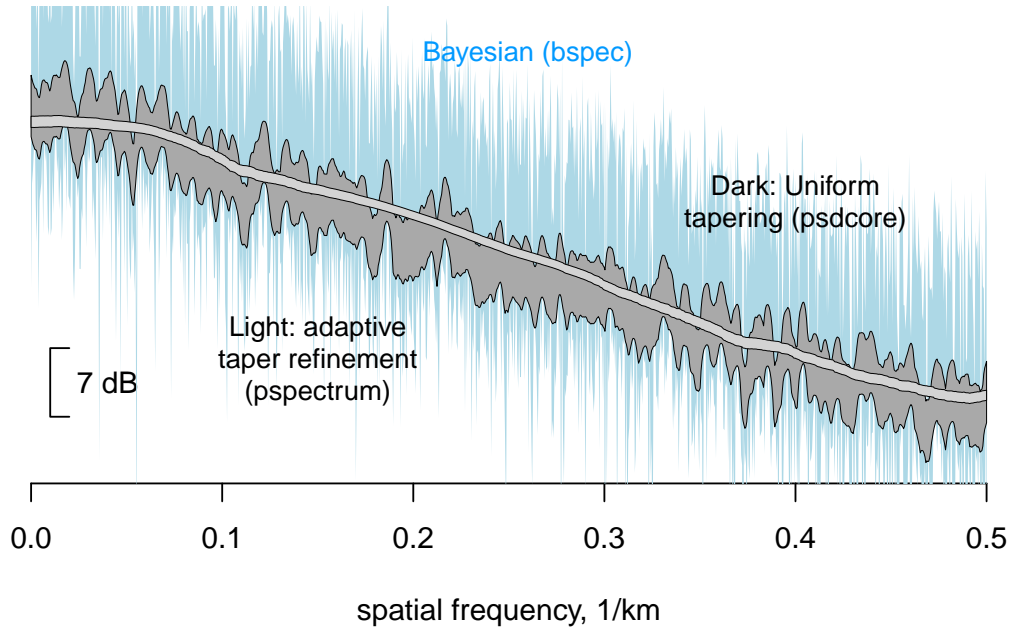 Bayesian (bspec)
Dark: Uniform
tapering (psdcore)
Light: adaptive
taper refinement
(pspectrum)
7 dB
0.0 0.1 0.2 0.3 0.4 0.5
spatial frequency, 1/km